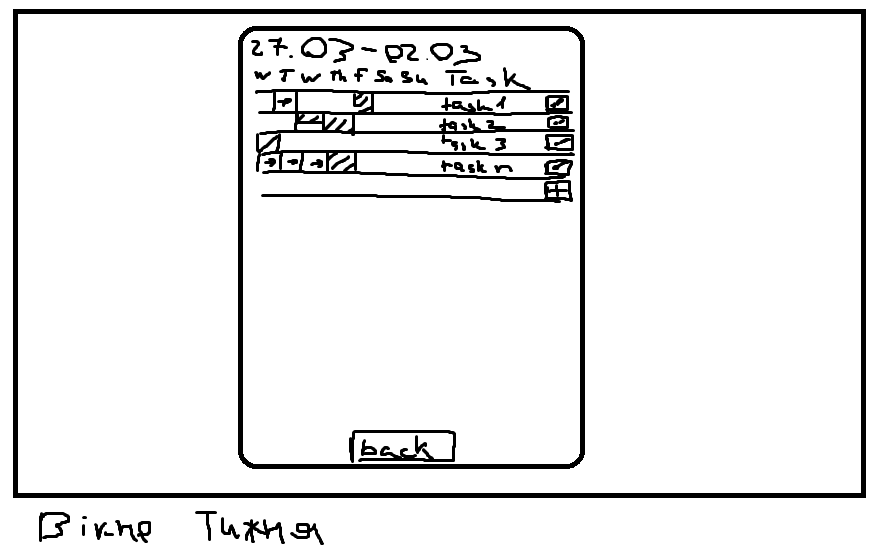 27.03-02.03
W T W Th F Sa Su Task
task 1
task 2
task 3
task n
back
Вікно Тижня